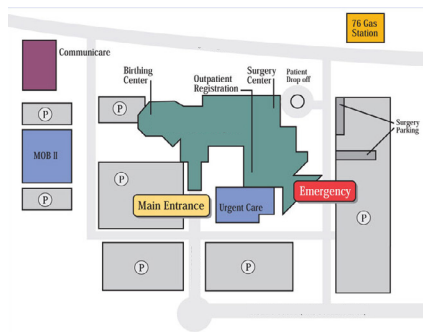 76 Gas
Station
Communicare
Birthing
Center
Outpatient
Registration
Surgery
Center
Patient
Drop off
P
P
Surgery
Parking
MOB II
P
P
P
Main Entrance
Urgent Care
Emergency
P
P
P